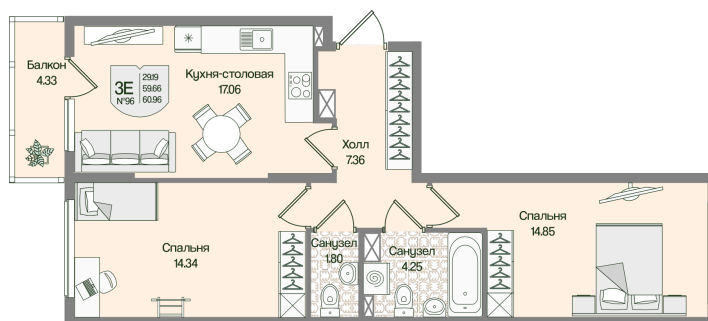 Балкон
4.33
3Е
№96
29.19
59.66
60.96
Кухня-столовая
17.06
Холл
7.36
Спальня
14.34
Санузел
1.80
Санузел
4.25
Спальня
14.85